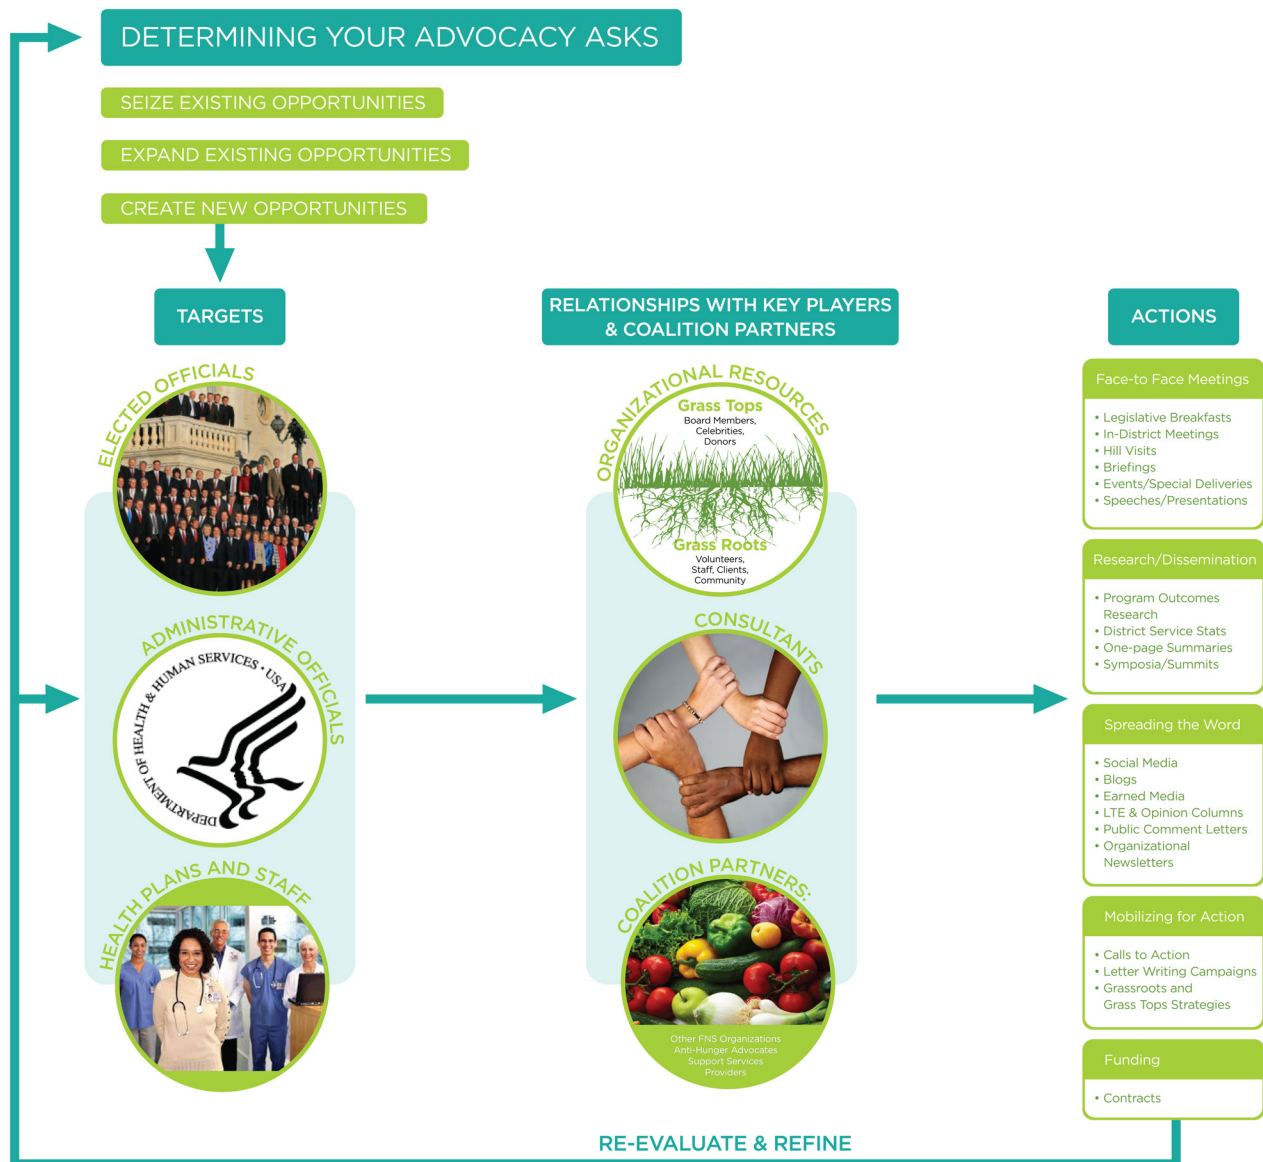 DETERMINING YOUR ADVOCACY ASKS
SEIZE EXISTING OPPORTUNITIES
EXPAND EXISTING OPPORTUNITIES
CREATE NEW OPPORTUNITIES
TARGETS
ELECTED OFFICIALS
ADMINISTRATIVE OFFICIALS
DEPARTMENT OF HEALTH & HUMAN SERVICES • USA
HEALTH PLANS AND STAFF
RELATIONSHIPS WITH KEY PLAYERS
& COALITION PARTNERS
ORGANIZATIONAL RESOURCES
Grass Tops
Board Members,
Celebrities,
Donors
Grass Roots
Volunteers,
Staff, Clients,
Community
CONSULTANTS
COALITION PARTNERS:
Other FNS Organizations
Anti-Hunger Advocates
Support Services
Providers
ACTIONS
Face-to Face Meetings
• Legislative Breakfasts
• In-District Meetings
• Hill Visits
• Briefings
• Events/Special Deliveries
• Speeches/Presentations
Research/Dissemination
• Program Outcomes
Research
• District Service Stats
• One-page Summaries
• Symposia/Summits
Spreading the Word
• Social Media
• Blogs
• Earned Media
• LTE & Opinion Columns
• Public Comment Letters
• Organizational
Newsletters
Mobilizing for Action
• Calls to Action
• Letter Writing Campaigns
• Grassroots and
Grass Tops Strategies
Funding
• Contracts
RE-EVALUATE & REFINE